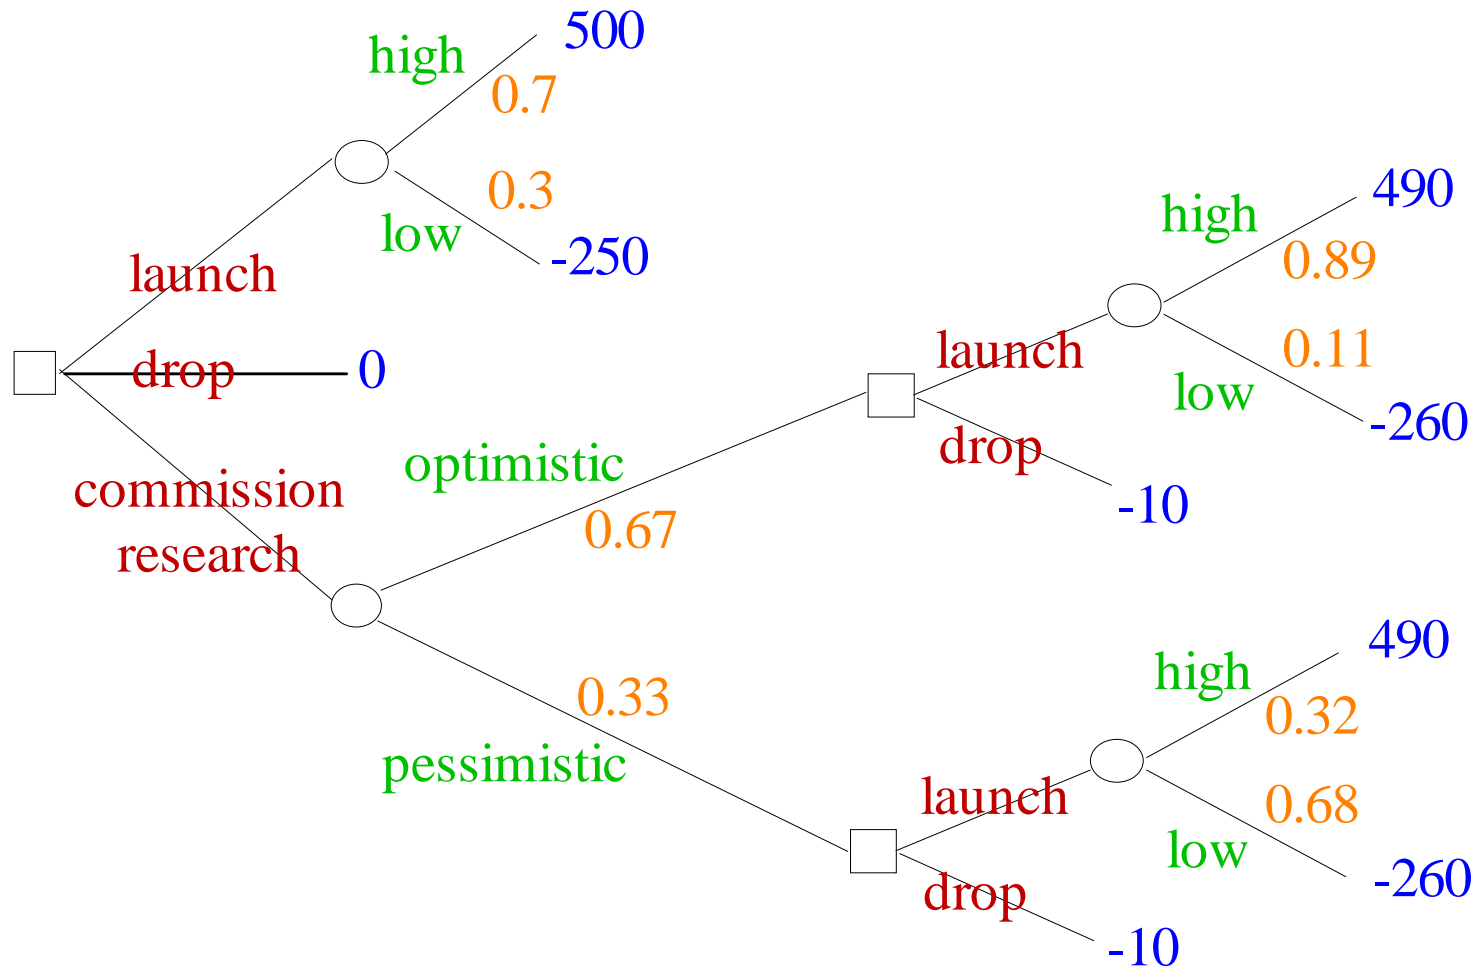 500
high
0.7
0.3
low
-250
launch
drop
0
commission
research
optimistic
0.67
0.33
pessimistic
launch
drop
-10
high
490
0.89
0.11
low
-260
launch
drop
-10
high
490
0.32
0.68
low
-260